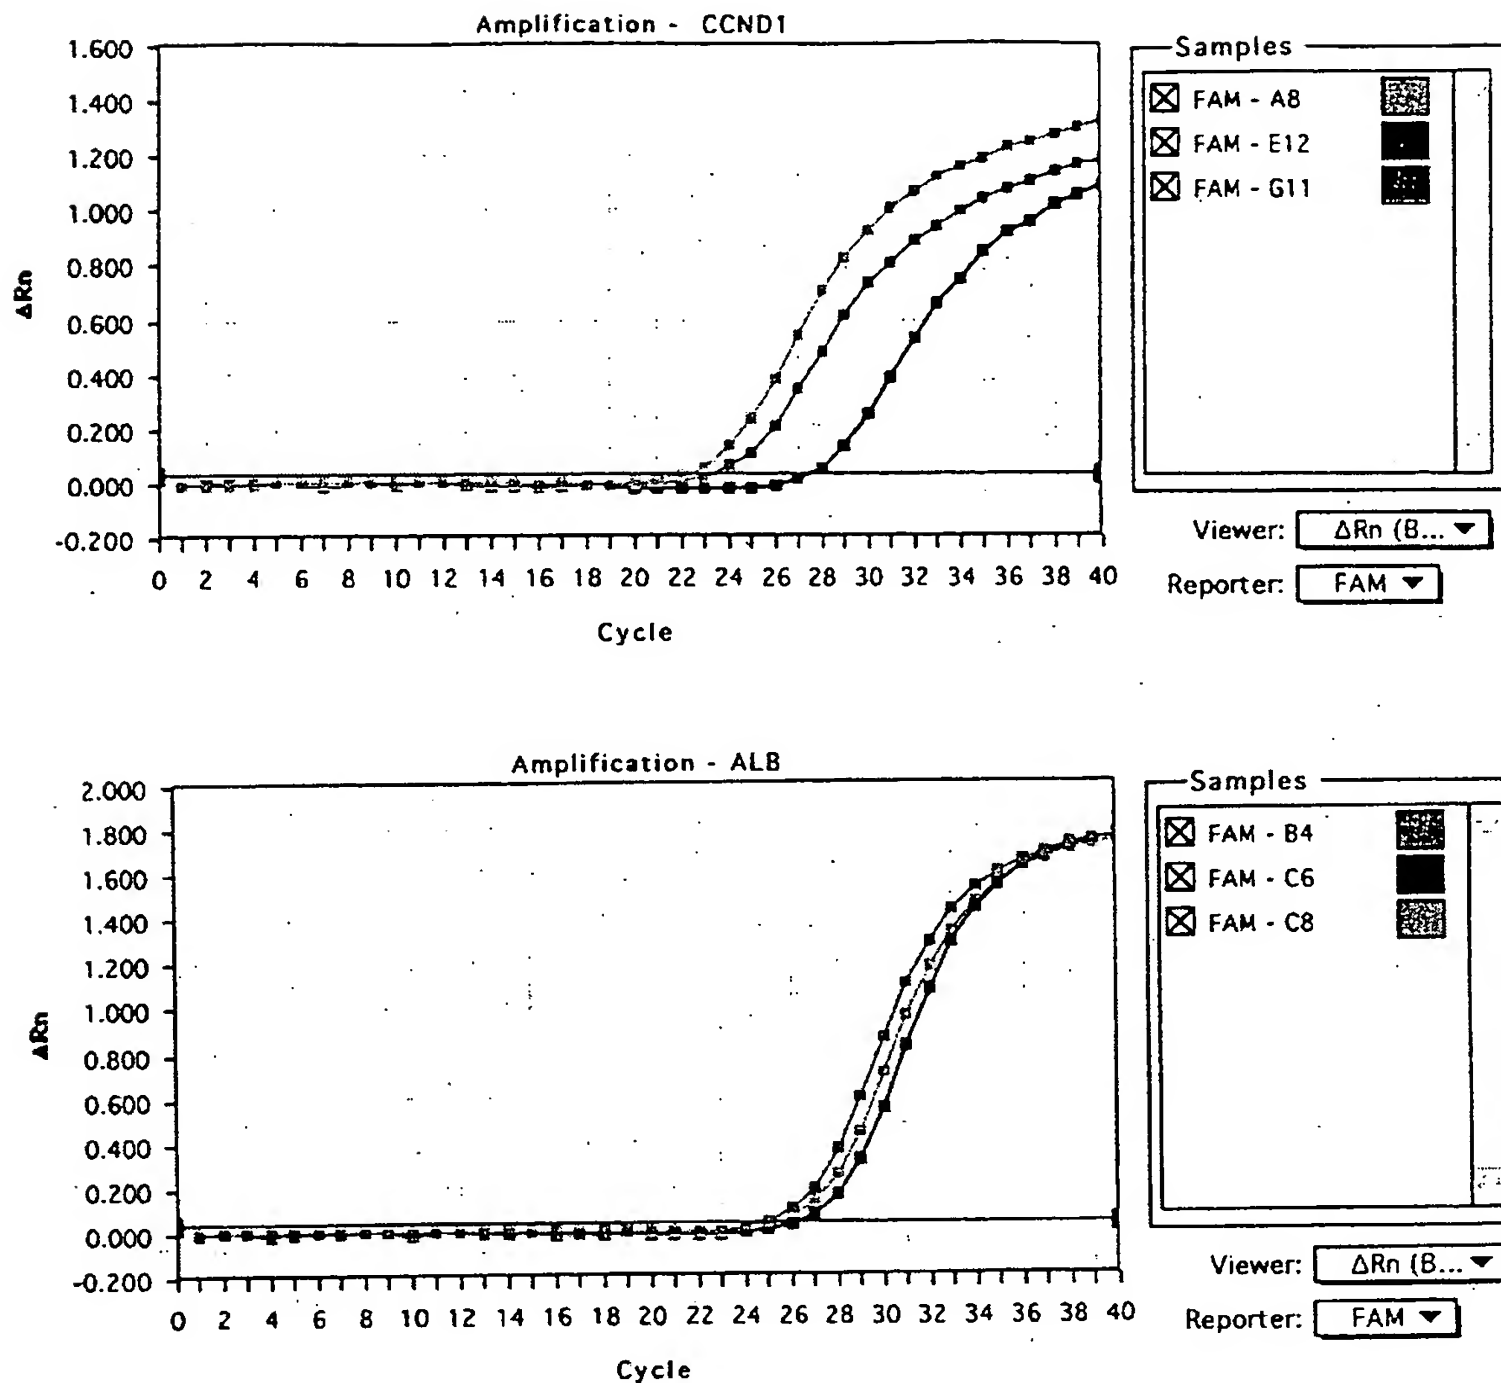 Amplification - CCND1
1.600
1.400
1.200
1.000
0.800
0.600
0.400
0.200
0.000
-0.200
ΔRn
0 2 4 6 8 10 12 14 16 18 20 22 24 26 28 30 32 34 36 38 40
Cycle
Samples
FAM - A8
FAM - E12
FAM - G11
Viewer: ΔRn (B...
Reporter: FAM
Amplification - ALB
2.000
1.800
1.600
1.400
1.200
1.000
0.800
0.600
0.400
0.200
0.000
-0.200
ΔRn
0 2 4 6 8 10 12 14 16 18 20 22 24 26 28 30 32 34 36 38 40
Cycle
Samples
FAM - B4
FAM - C6
FAM - C8
Viewer: ΔRn (B...
Reporter: FAM